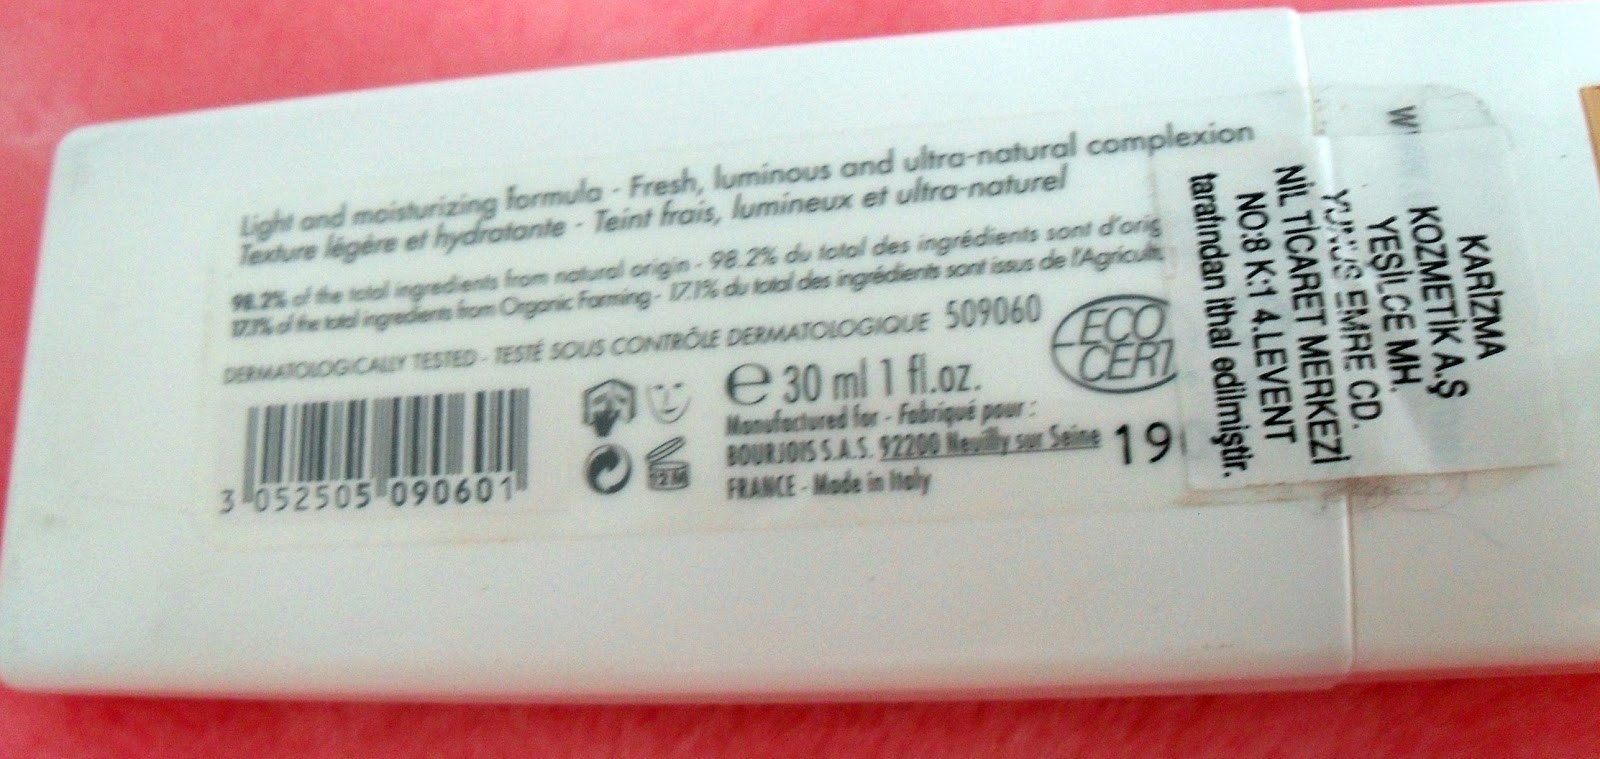 Light and moisturizing formula - Fresh, luminous and ultra-natural complexion
Texture légère et hydratante - Teint frais, lumineux et ultra-naturel
98.2% of the total ingredients from natural origin - 98.2% du total des ingrédients sont d'orig
17.1% of the total ingredients from Organic Farming - 17.1% du total des ingrédients sont issus de l'Agricult
DERMATOLOGICALLY TESTED - TESTÉ SOUS CONTRÔLE DERMATOLOGIQUE 509060
ECO
CERT
e 30 ml 1 fl.oz.
Manufactured for - Fabriqué pour :
BOURJOIS S.A.S. 92200 Neuilly sur Seine
FRANCE - Made in Italy
19
12M
3 052505 090601
KARİZMA
KOZMETİK A.Ş
YEŞİLCE MH.
YUNUS EMRE CD.
NİL TİCARET MERKEZİ
NO:8 K:1 4.LEVENT
tarafından ithal edilmiştir.